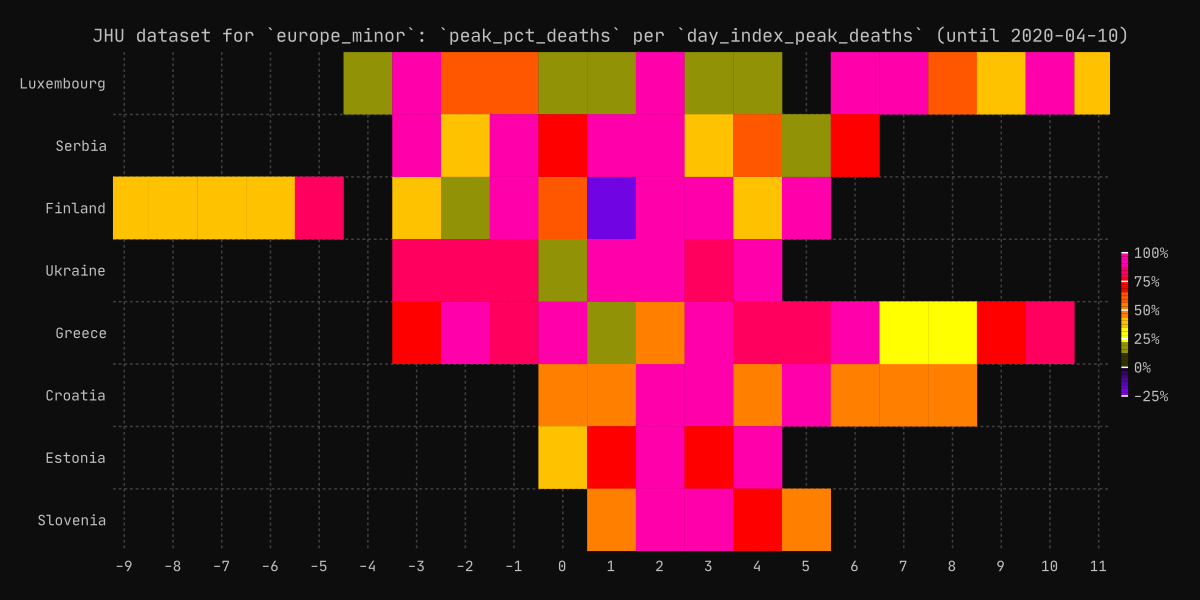 JHU dataset for `europe_minor`: `peak_pct_deaths` per `day_index_peak_deaths` (until 2020-04-10)
Luxembourg
Serbia
Finland
Ukraine
Greece
Croatia
Estonia
Slovenia
100%
75%
50%
25%
0%
-25%
-9 -8 -7 -6 -5 -4 -3 -2 -1 0 1 2 3 4 5 6 7 8 9 10 11